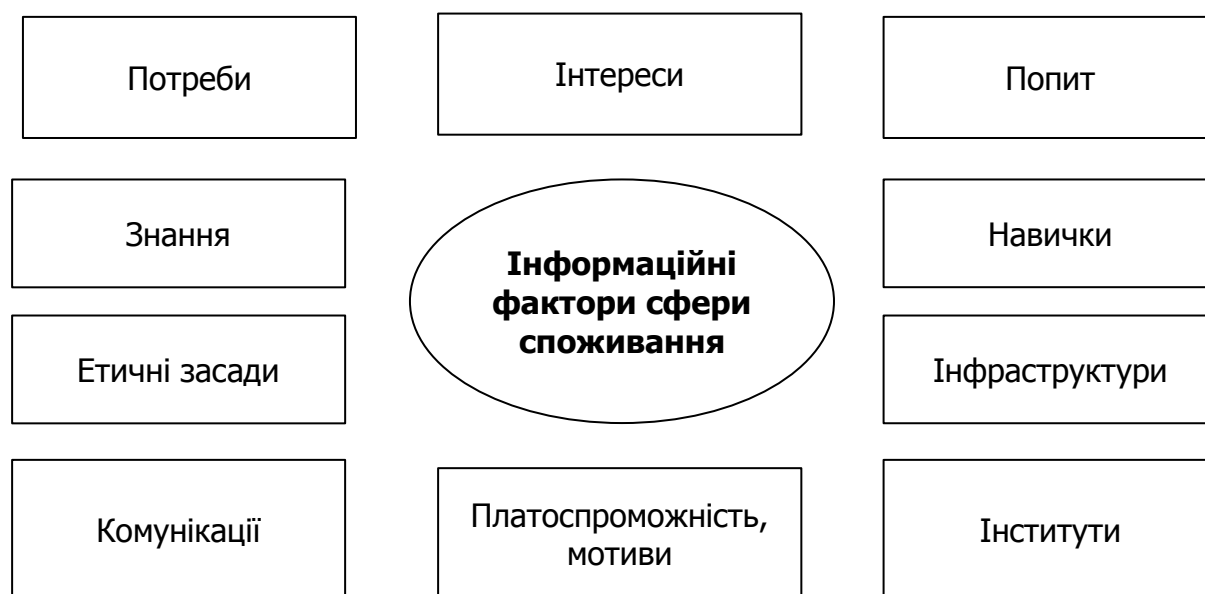 Потреби
Інтереси
Попит
Знання
Інформаційні
фактори сфери
споживання
Навички
Етичні засади
Інфраструктури
Комунікації
Платоспроможність,
мотиви
Інститути